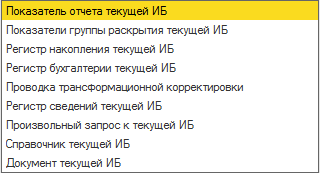 Показатель отчета текущей ИБ
Показатели группы раскрытия текущей ИБ
Регистр накопления текущей ИБ
Регистр бухгалтерии текущей ИБ
Проводка трансформационной корректировки
Регистр сведений текущей ИБ
Произвольный запрос к текущей ИБ
Справочник текущей ИБ
Документ текущей ИБ